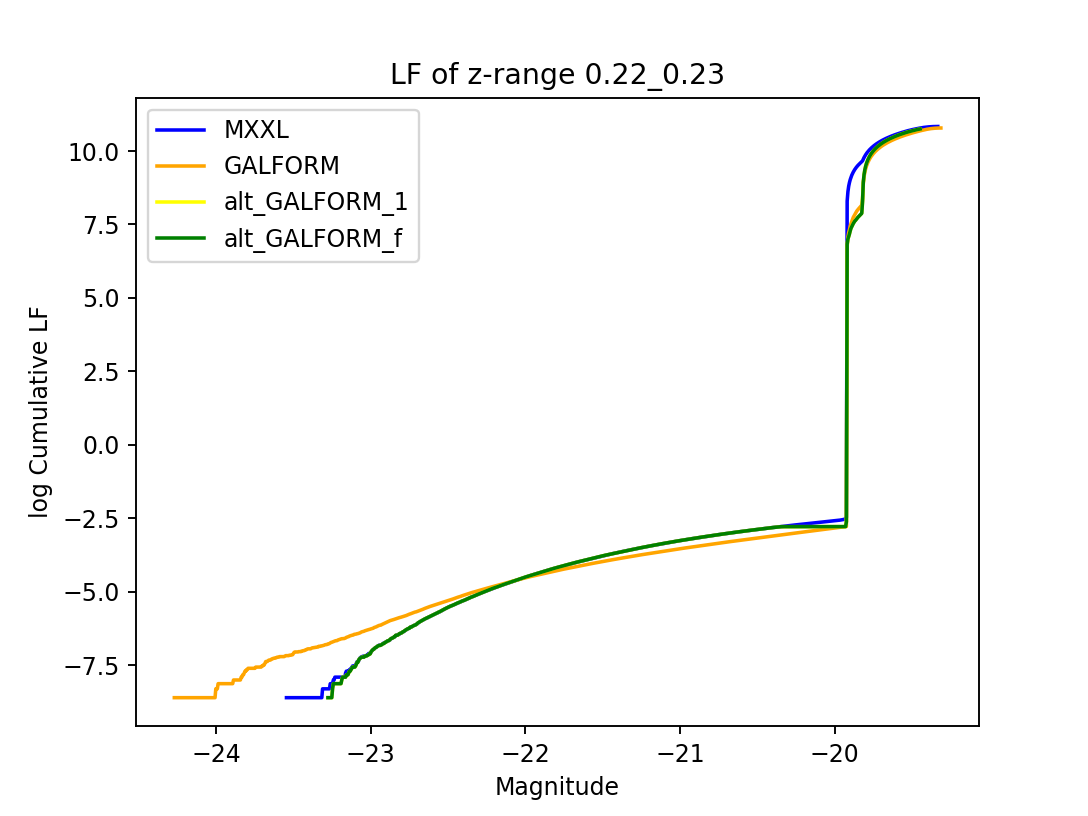 LF of z-range 0.22_0.23
MXXL
GALFORM
alt_GALFORM_1
alt_GALFORM_f
log Cumulative LF
10.0
7.5
5.0
2.5
0.0
−2.5
−5.0
−7.5
−24 −23 −22 −21 −20
Magnitude